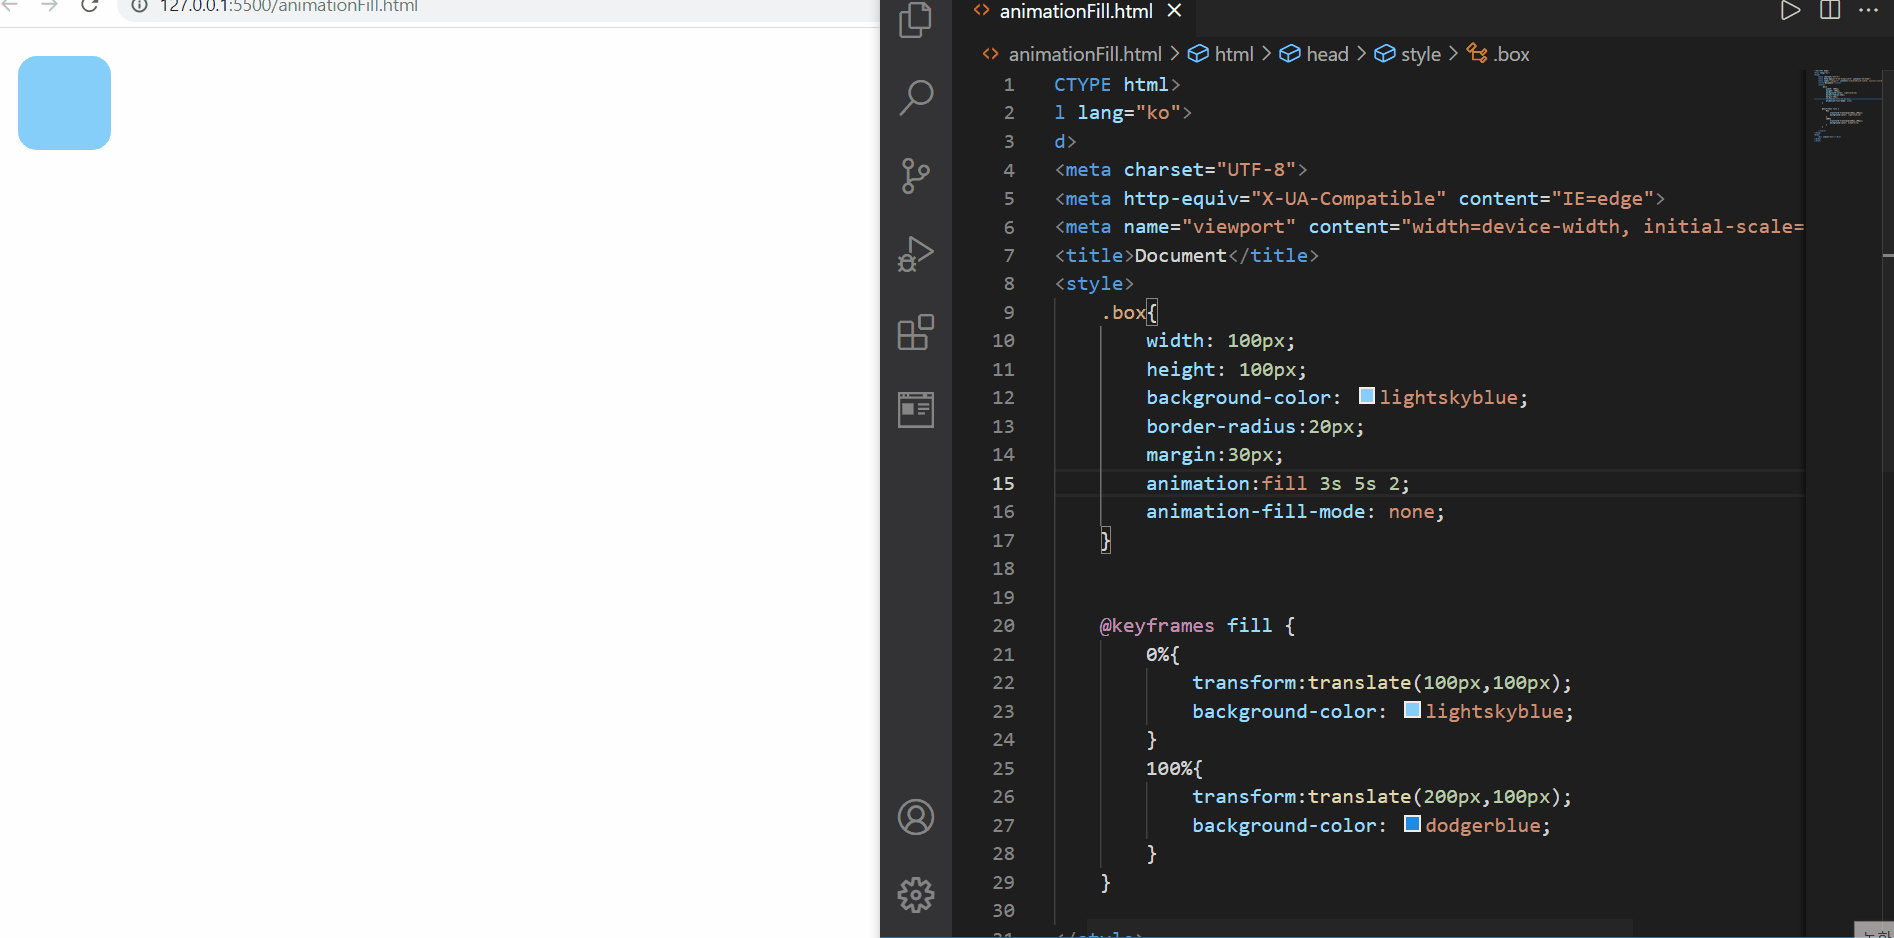 127.0.0.1:5500/animationFill.html
animationFill.html
animationFill.html > html > head > style > .box
1 CTYPE html>
2 l lang="ko">
3 d>
4 <meta charset="UTF-8">
5 <meta http-equiv="X-UA-Compatible" content="IE=edge">
6 <meta name="viewport" content="width=device-width, initial-scale=
7 <title>Document</title>
8 <style>
9 .box{
10 width: 100px;
11 height: 100px;
12 background-color: lightskyblue;
13 border-radius:20px;
14 margin:30px;
15 animation:fill 3s 5s 2;
16 animation-fill-mode: none;
17 }
18
19
20 @keyframes fill {
21 0%{
22 transform:translate(100px,100px);
23 background-color: lightskyblue;
24 }
25 100%{
26 transform:translate(200px,100px);
27 background-color: dodgerblue;
28 }
29 }
30
31 </style>